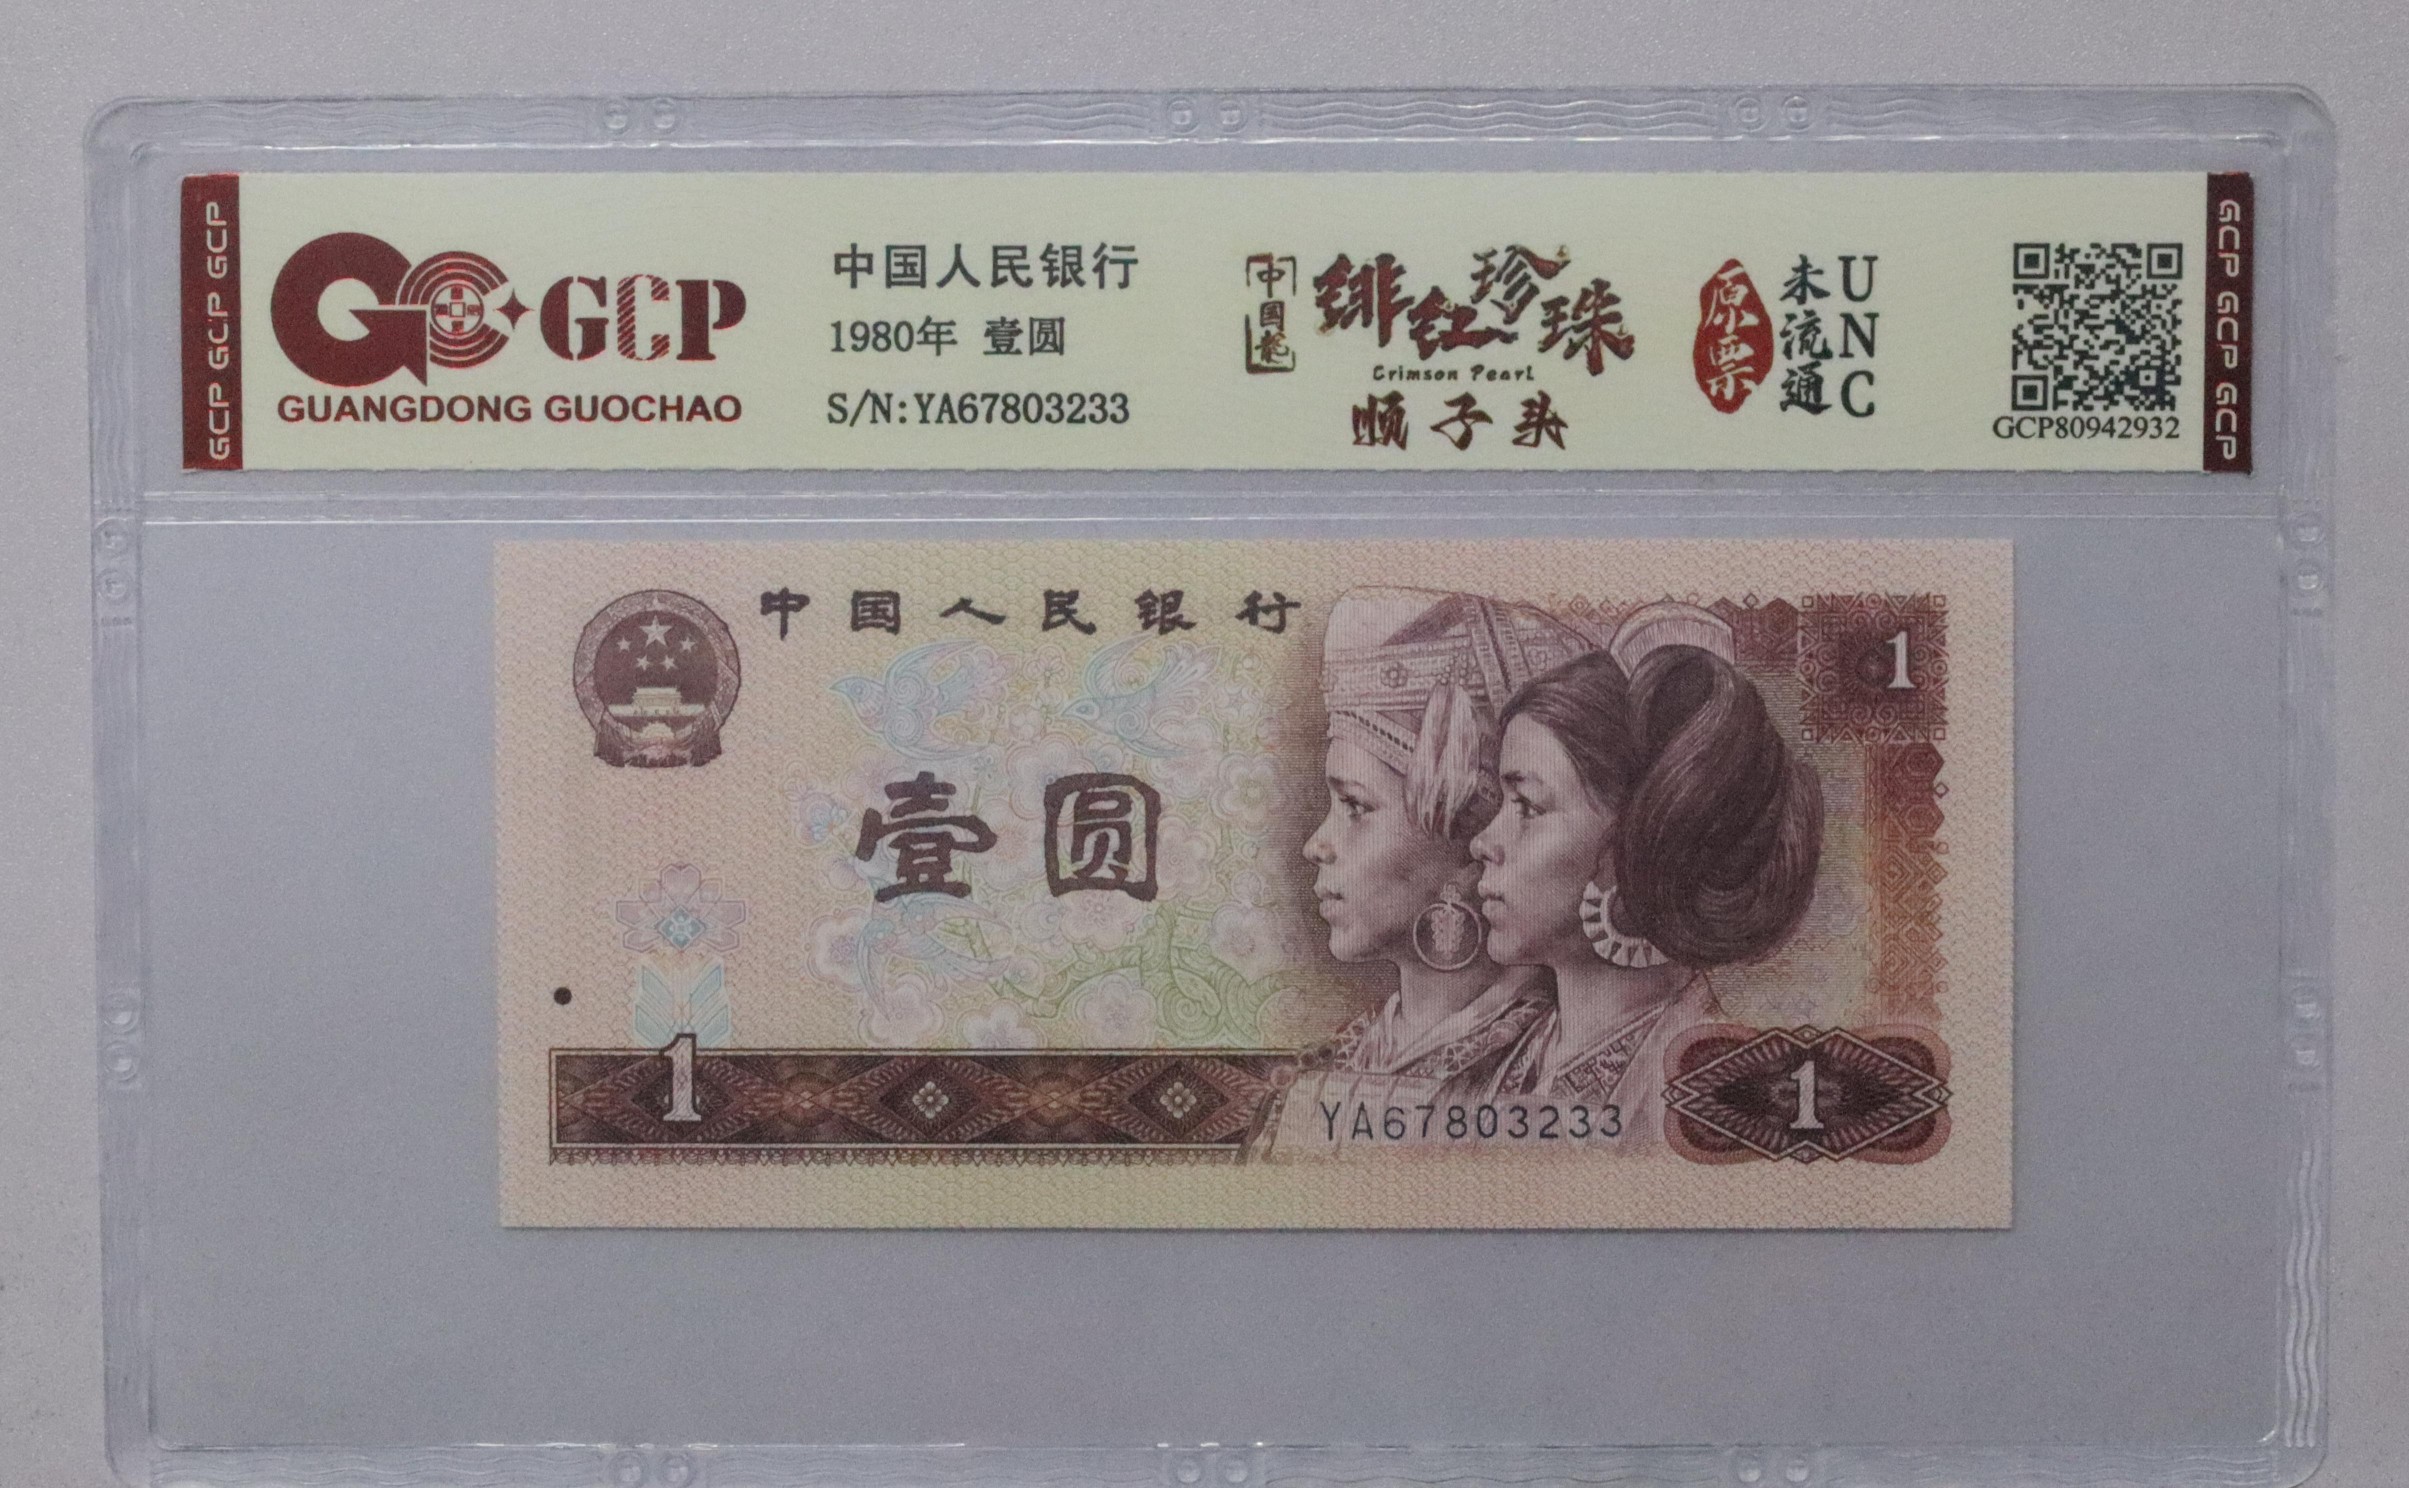 GCP GCP GCP
GCP
GUANGDONG GUOCHAO
中国人民银行
1980年 壹圆
S/N:YA67803233
中国龙
绯红珍珠
Crimson Pearl
顺子头
原票
未流通
UNC
GCP80942932
GCP GCP GCP
中国人民银行
1
壹圆
1
YA67803233
1